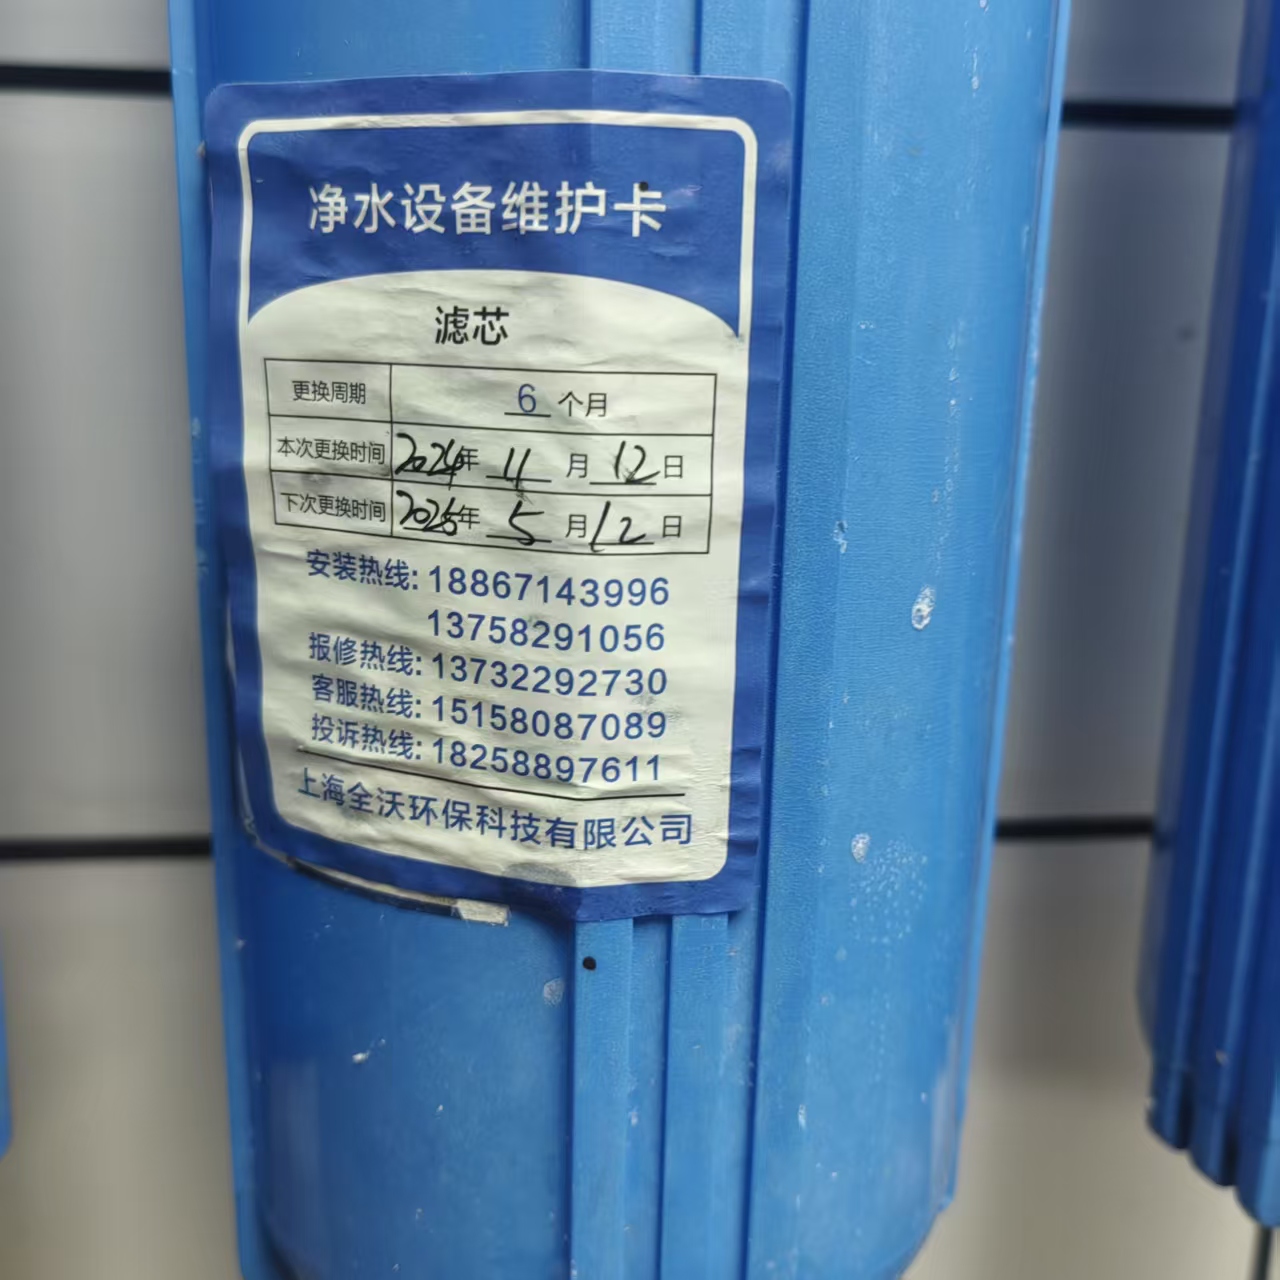 净水设备维护卡
滤芯
更换周期 6 个月
本次更换时间 2024年 11 月 12 日
下次更换时间 2025年 5 月 12 日
安装热线: 18867143996
13758291056
报修热线: 13732292730
客服热线: 15158087089
投诉热线: 18258897611
上海全沃环保科技有限公司